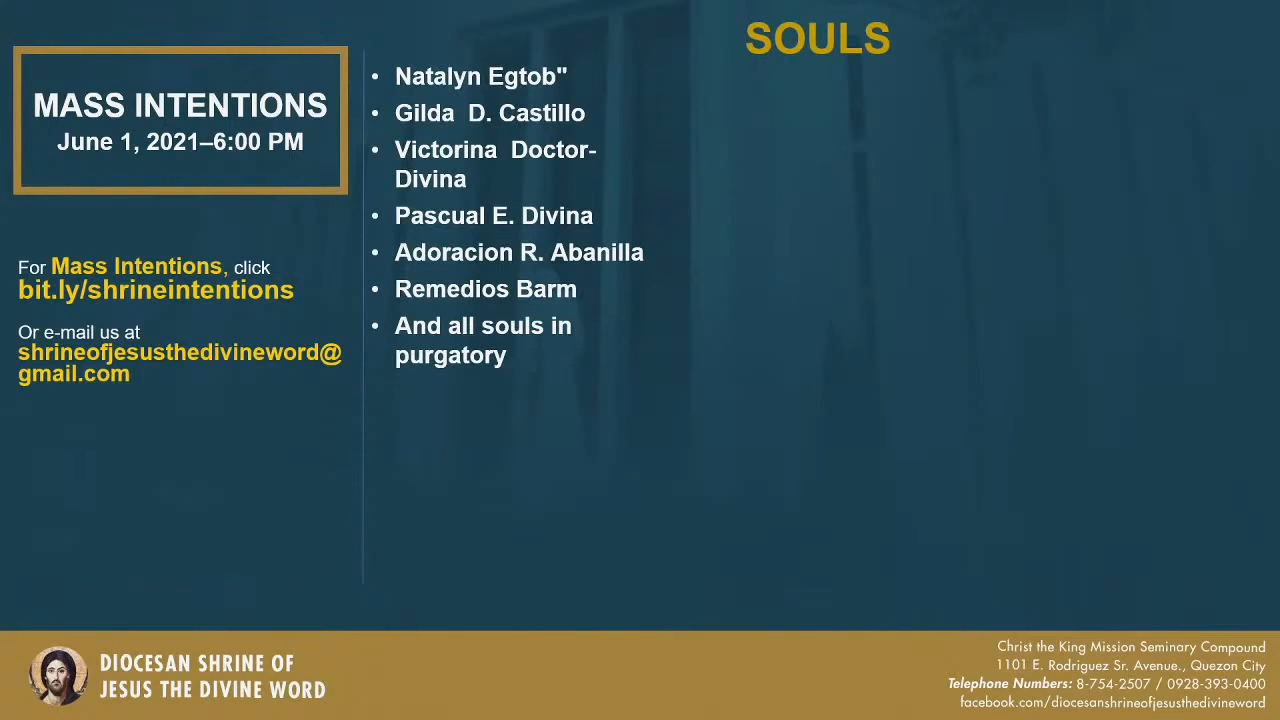 SOULS
MASS INTENTIONS
June 1, 2021–6:00 PM
For Mass Intentions, click
bit.ly/shrineintentions
Or e-mail us at
shrineofjesusthedivineword@
gmail.com
• Natalyn Egtob"
• Gilda  D. Castillo
• Victorina  Doctor-
Divina
• Pascual E. Divina
• Adoracion R. Abanilla
• Remedios Barm
• And all souls in
purgatory
DIOCESAN SHRINE OF
JESUS THE DIVINE WORD
Christ the King Mission Seminary Compound
1101 E. Rodriguez Sr. Avenue., Quezon City
Telephone Numbers: 8-754-2507 / 0928-393-0400
facebook.com/diocesanshrineofjesusthedivineword